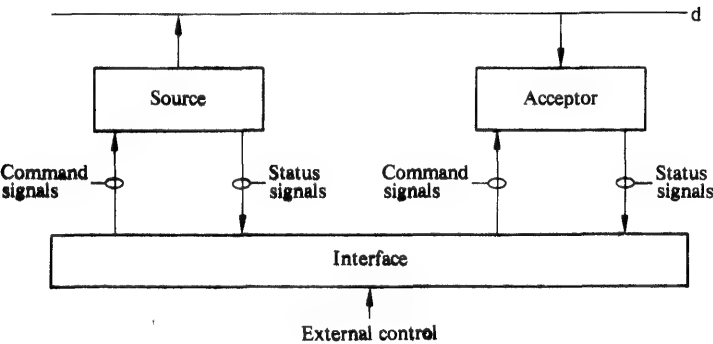 d
Source
Acceptor
Command
signals
Status
signals
Command
signals
Status
signals
Interface
External control